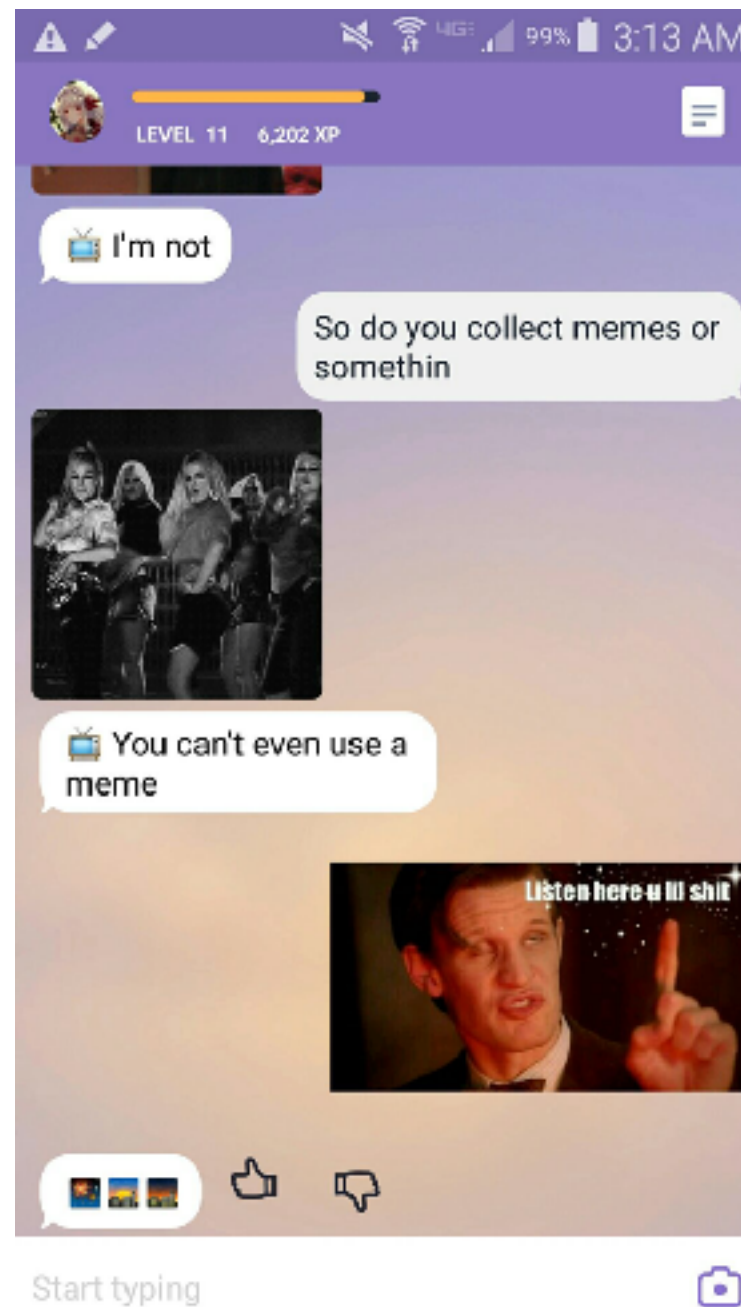 4GE 99% 3:13 AM
LEVEL 11 6,202 XP
📺 I'm not
So do you collect memes or
somethin
📺 You can't even use a
meme
Listen here u lil shit
Start typing